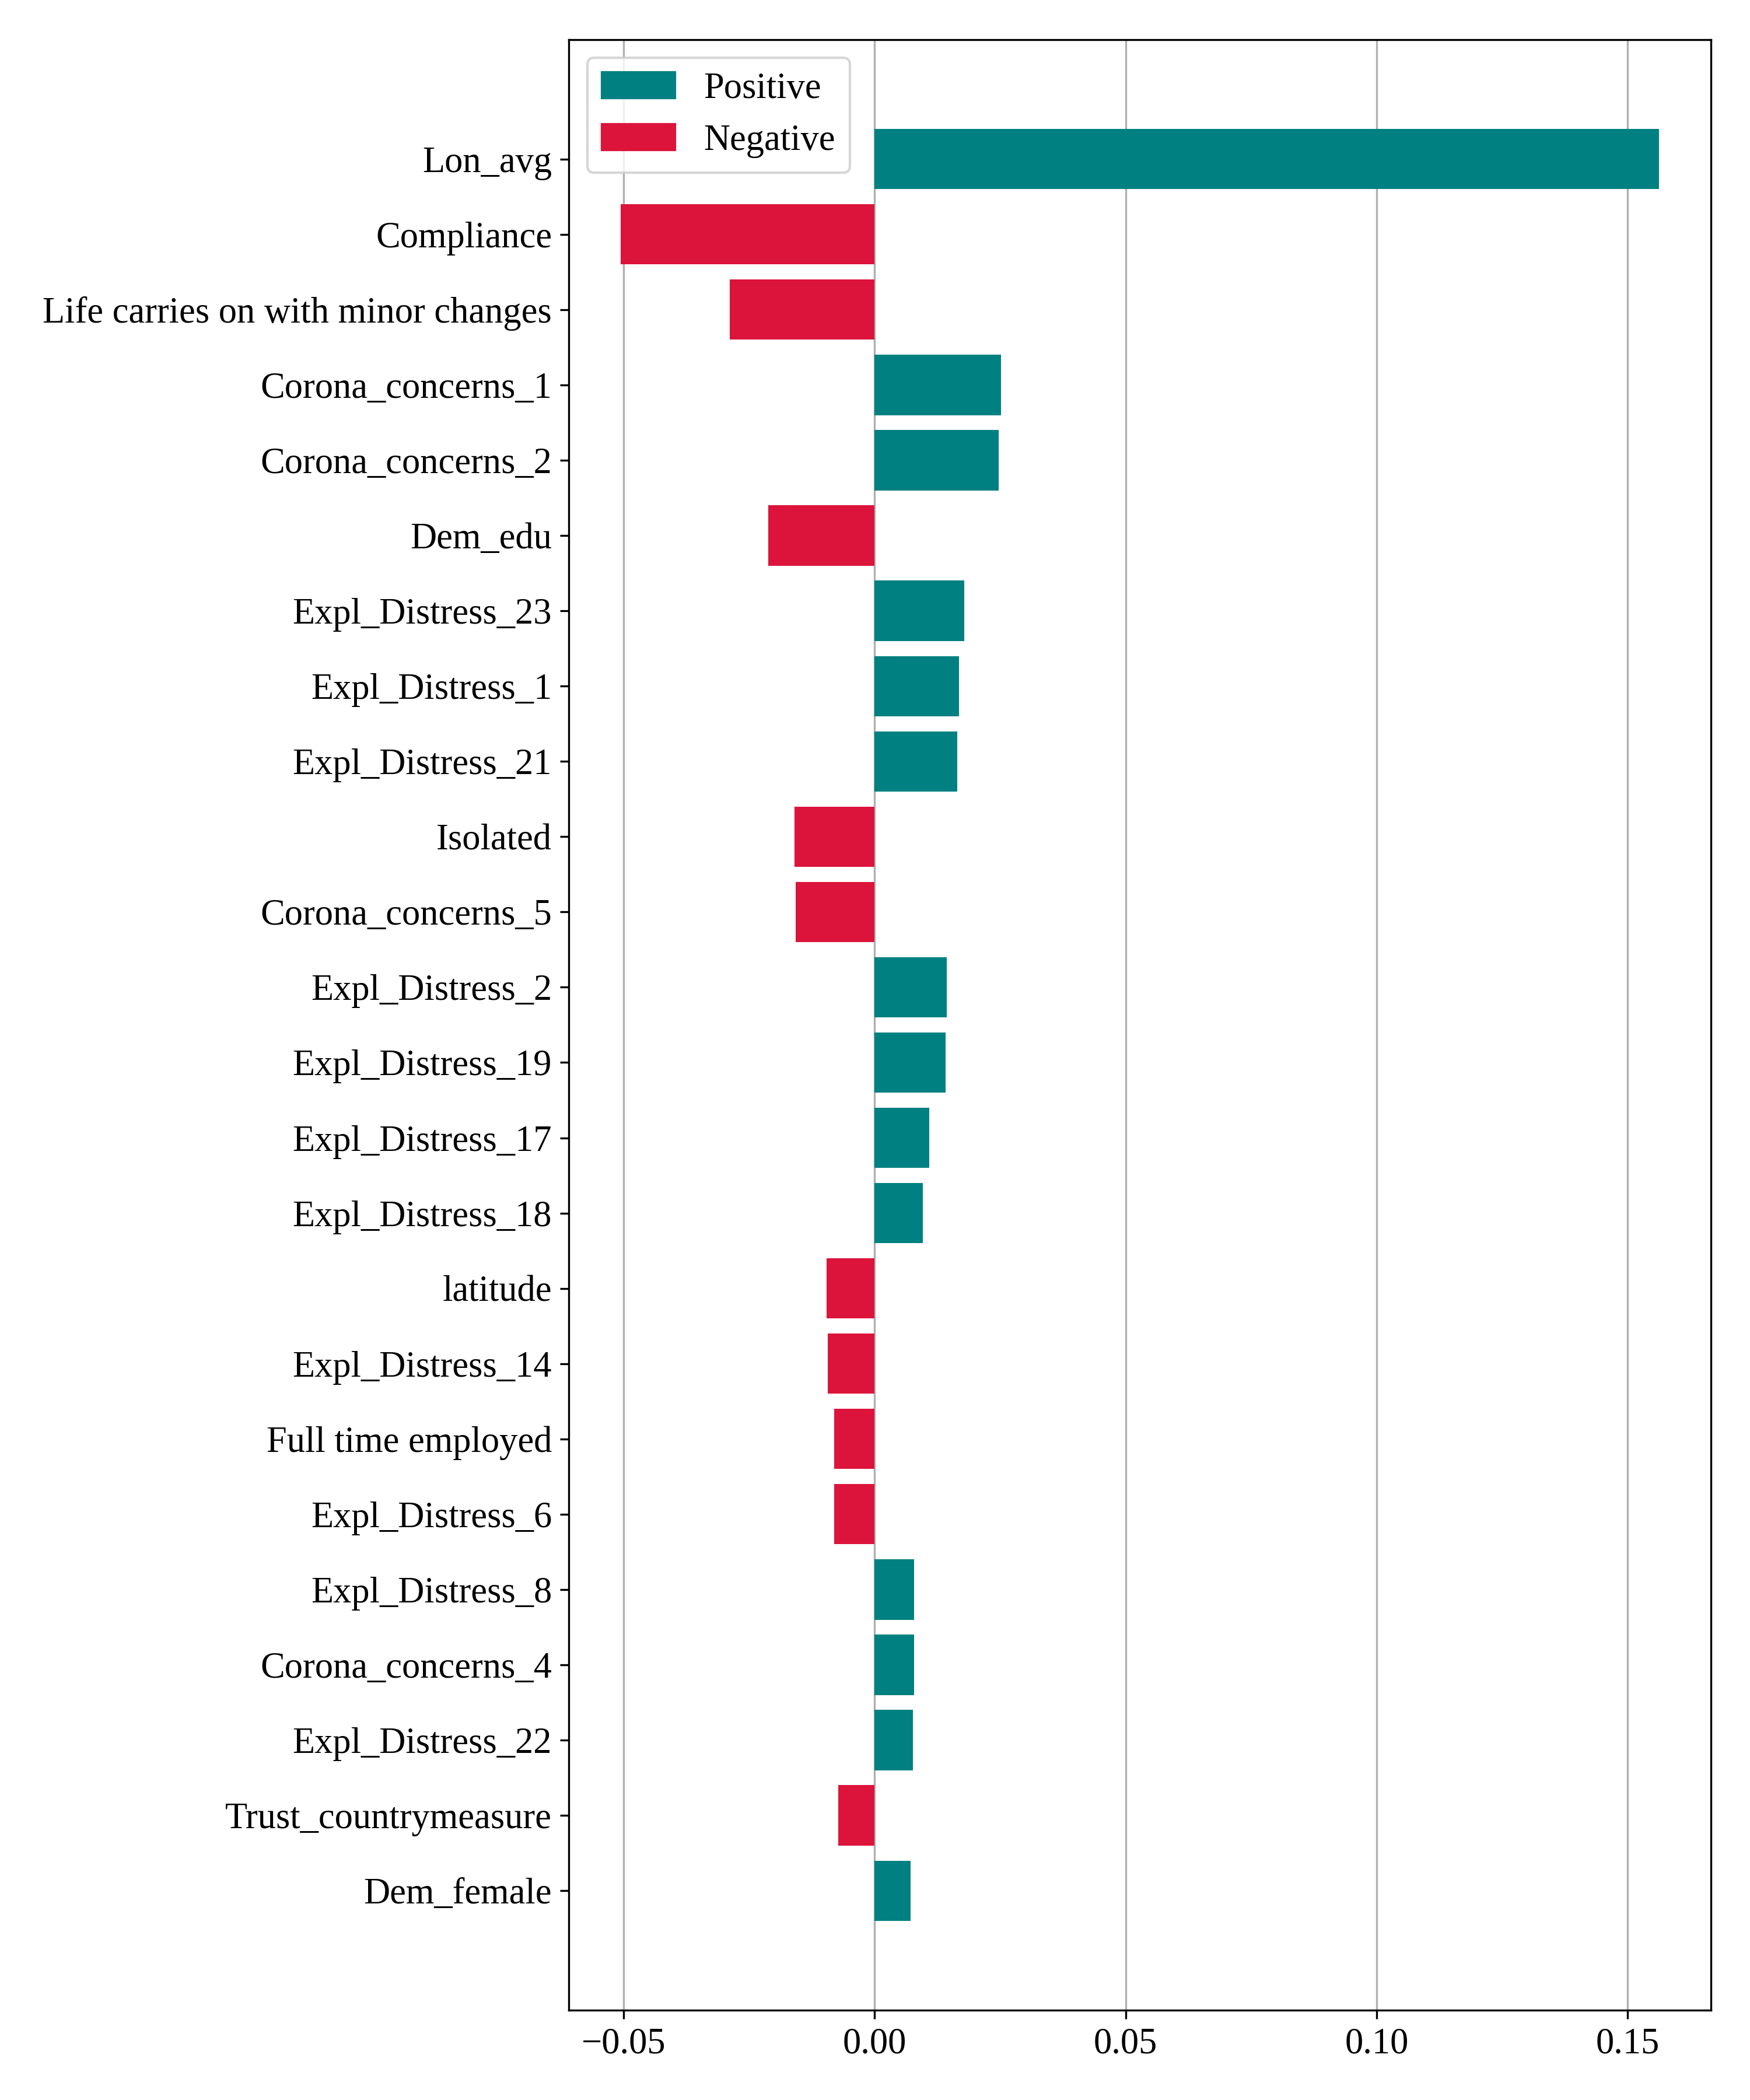 Positive
Negative
Lon_avg
Compliance
Life carries on with minor changes
Corona_concerns_1
Corona_concerns_2
Dem_edu
Expl_Distress_23
Expl_Distress_1
Expl_Distress_21
Isolated
Corona_concerns_5
Expl_Distress_2
Expl_Distress_19
Expl_Distress_17
Expl_Distress_18
latitude
Expl_Distress_14
Full time employed
Expl_Distress_6
Expl_Distress_8
Corona_concerns_4
Expl_Distress_22
Trust_countrymeasure
Dem_female
−0.05 0.00 0.05 0.10 0.15